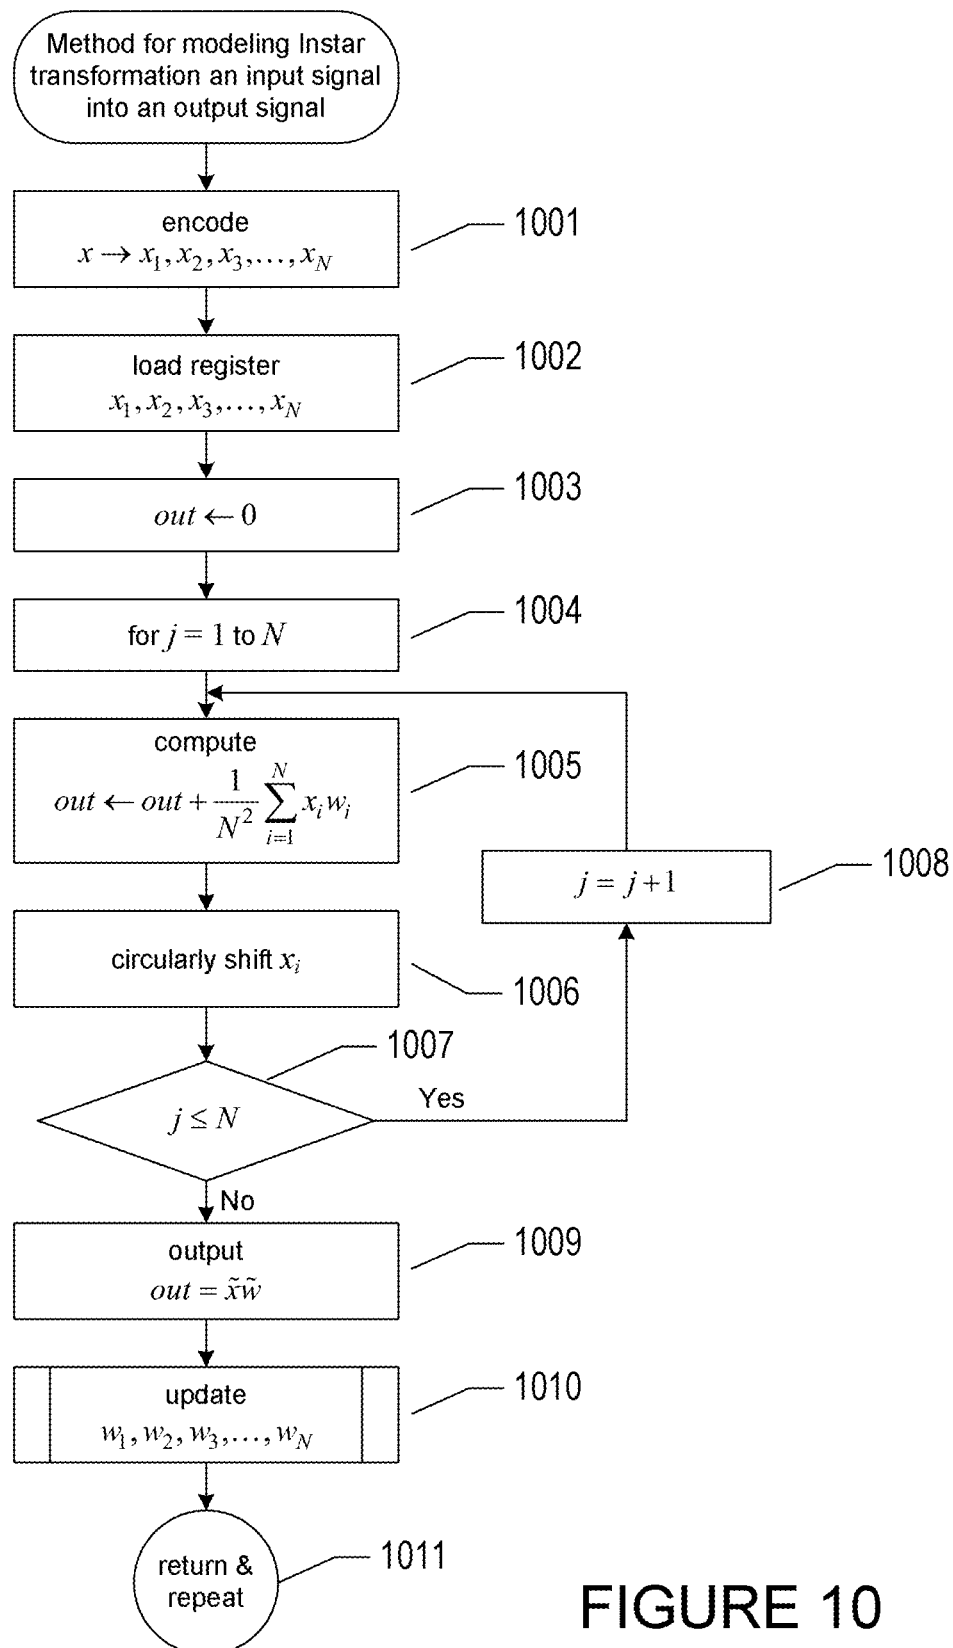 Method for modeling Instar
transformation an input signal
into an output signal
encode
x → x₁, x₂, x₃,…, x_N
1001
load register
x₁, x₂, x₃,…, x_N
1002
out ← 0
1003
for j = 1 to N
1004
compute
out ← out + 1/N² ∑_{i=1}^{N} x_i w_i
1005
j = j+1
1008
circularly shift x_i
1006
1007
j ≤ N
Yes
No
output
out = x̃w̃
1009
update
w₁, w₂, w₃,…, w_N
1010
return &
repeat
1011
FIGURE 10